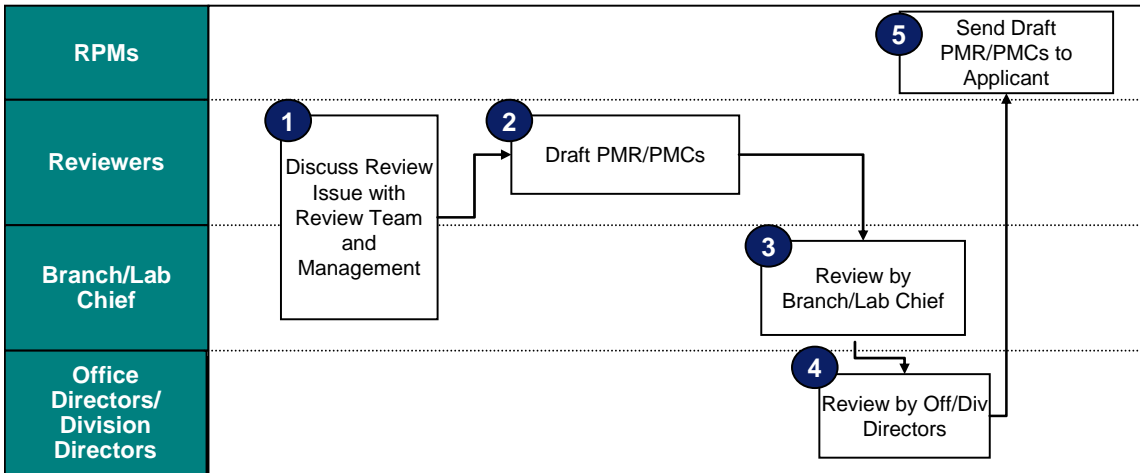 RPMs
5
Send Draft
PMR/PMCs to
Applicant
Reviewers
1
Discuss Review
Issue with
Review Team
and
Management
2
Draft PMR/PMCs
Branch/Lab
Chief
3
Review by
Branch/Lab Chief
Office
Directors/
Division
Directors
4
Review by Off/Div
Directors